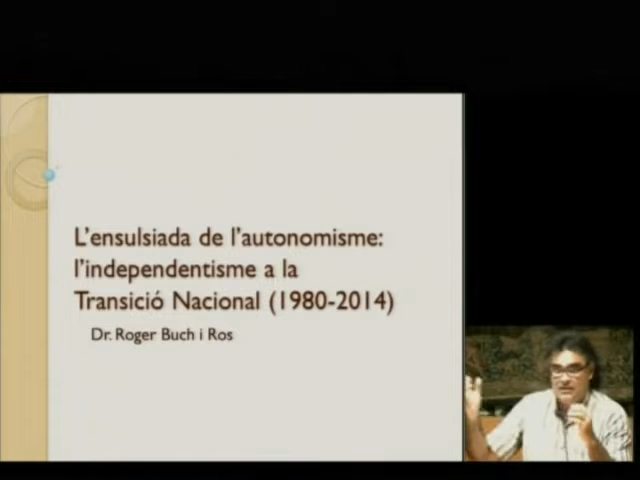 L'ensulsiada de l'autonomisme:
l'independentisme a la
Transició Nacional (1980-2014)
Dr. Roger Buch i Ros